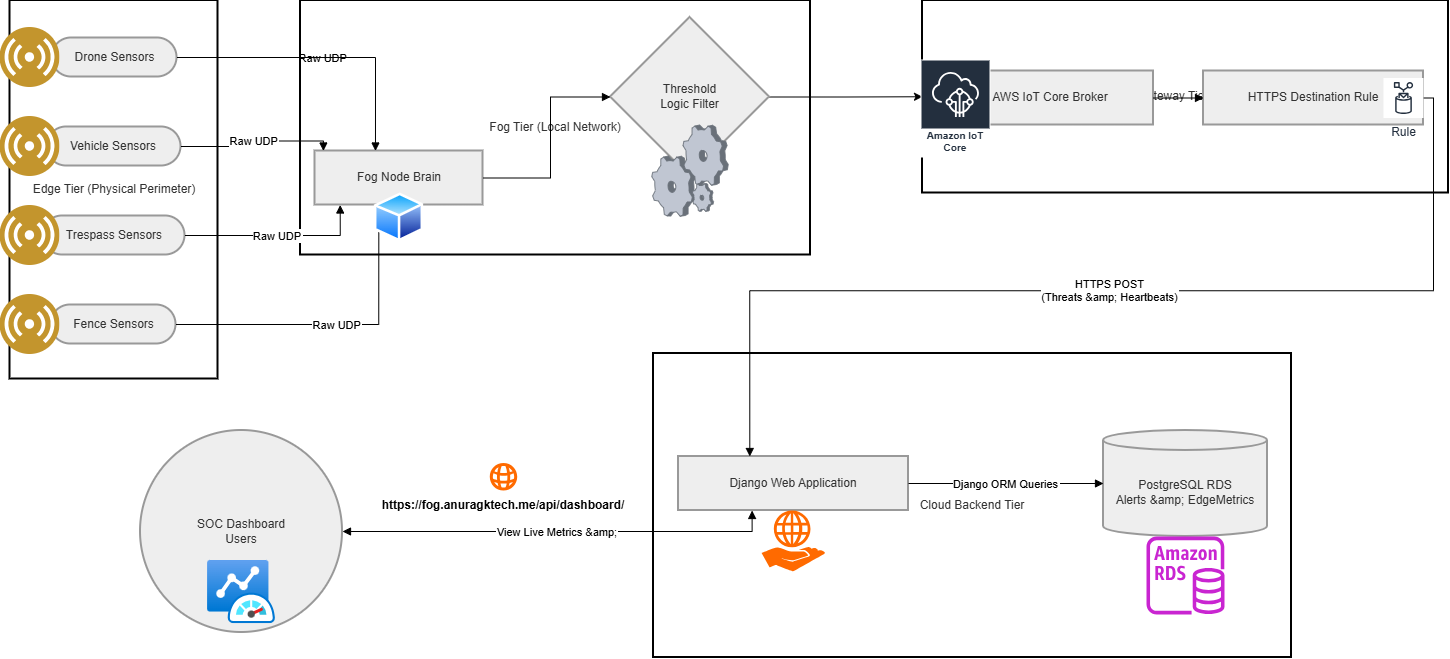 Drone Sensors
Raw UDP
Vehicle Sensors
Raw UDP
Edge Tier (Physical Perimeter)
Trespass Sensors
Raw UDP
Fence Sensors
Raw UDP
Fog Node Brain
Fog Tier (Local Network)
Threshold
Logic Filter
Amazon IoT
Core
AWS IoT Core Broker
teway Tie
HTTPS Destination Rule
Rule
HTTPS POST
(Threats &amp; Heartbeats)
SOC Dashboard
Users
https://fog.anuragktech.me/api/dashboard/
View Live Metrics &amp;
Django Web Application
Django ORM Queries
Cloud Backend Tier
PostgreSQL RDS
Alerts &amp; EdgeMetrics
Amazon
RDS